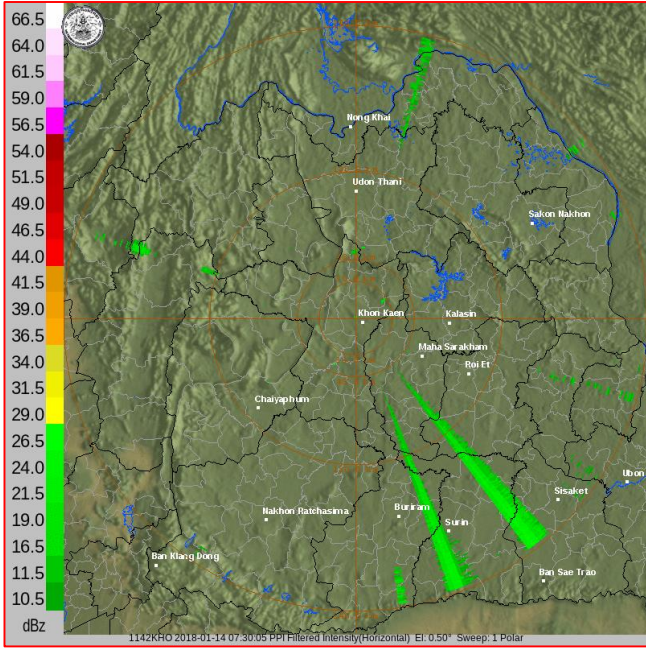 66.5
64.0
61.5
59.0
56.5
54.0
51.5
49.0
46.5
44.0
41.5
39.0
36.5
34.0
31.5
29.0
26.5
24.0
21.5
19.0
16.5
13.5
10.5
dBz
Nong Khai
Udon Thani
Sakon Nakhon
Khon Kaen
Kalasin
Maha Sarakham
Roi Et
Chaiyaphum
Ubon
Sisaket
Nakhon Ratchasima
Buriram
Surin
Ban Klang Dong
Ban Sae Trao
1142KHO 2018-01-14 07:30:05 PPI Filtered Intensity(Horizontal) El: 0.50° Sweep: 1 Polar